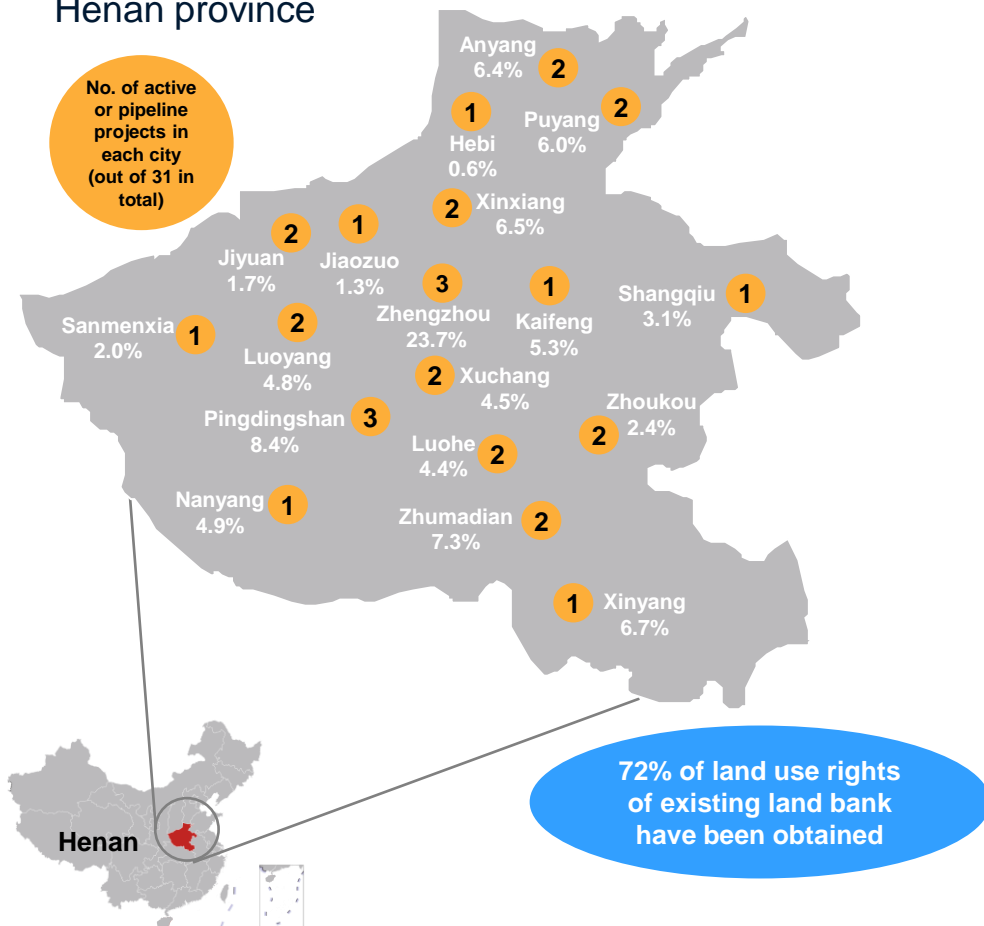 Henan province
No. of active
or pipeline
projects in
each city
(out of 31 in
total)
Anyang
6.4%
2
2
Puyang
6.0%
1
Hebi
0.6%
2
Xinxiang
6.5%
2
Jiyuan
1.7%
1
Jiaozuo
1.3%
3
Zhengzhou
23.7%
1
Kaifeng
5.3%
Shangqiu
3.1%
1
Sanmenxia
2.0%
1
2
Luoyang
4.8%
2
Xuchang
4.5%
Pingdingshan
8.4%
3
Luohe
4.4%
2
Zhoukou
2.4%
2
Nanyang
4.9%
1
Zhumadian
7.3%
2
1
Xinyang
6.7%
Henan
72% of land use rights
of existing land bank
have been obtained